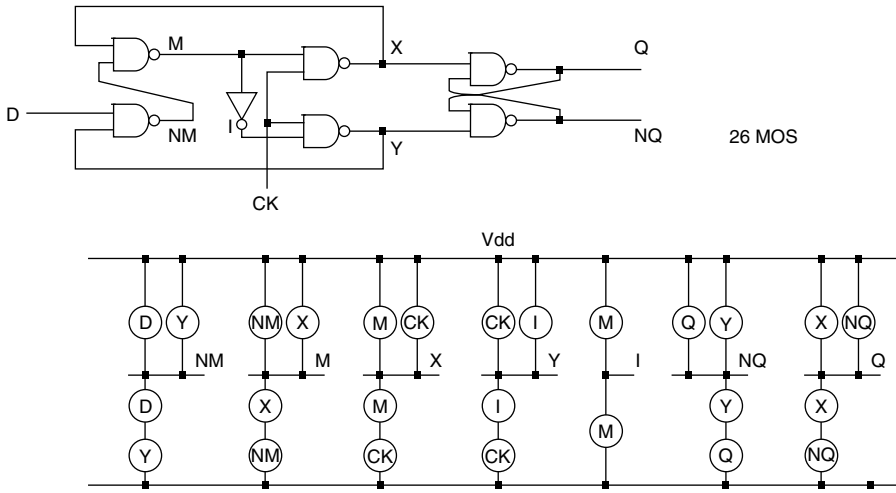 M X Q
D NM I Y NQ 26 MOS
CK
Vdd
D Y NM X M CK CK I M Q Y X NQ
NM M X Y I NQ Q
D X M I Y X
M
Y NM CK CK Q NQ